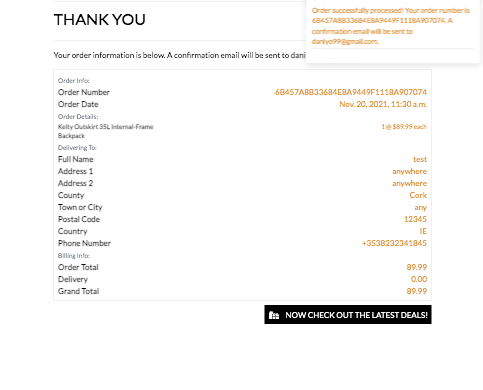 THANK YOU
Order successfully processed! Your order number is
6B457A8B33684E8A9449F1118A907074. A
confirmation email will be sent to
daniyo99@gmail.com.
Your order information is below. A confirmation email will be sent to dani
Order Info:
Order Number 6B457A8B33684E8A9449F1118A907074
Order Date Nov. 20, 2021, 11:30 a.m.
Order Details:
Kelty Outskirt 35L Internal-Frame
Backpack 1 @ $89.99 each
Delivering To:
Full Name test
Address 1 anywhere
Address 2 anywhere
County Cork
Town or City any
Postal Code 12345
Country IE
Phone Number +3538232341845
Billing Info:
Order Total 89.99
Delivery 0.00
Grand Total 89.99
NOW CHECK OUT THE LATEST DEALS!